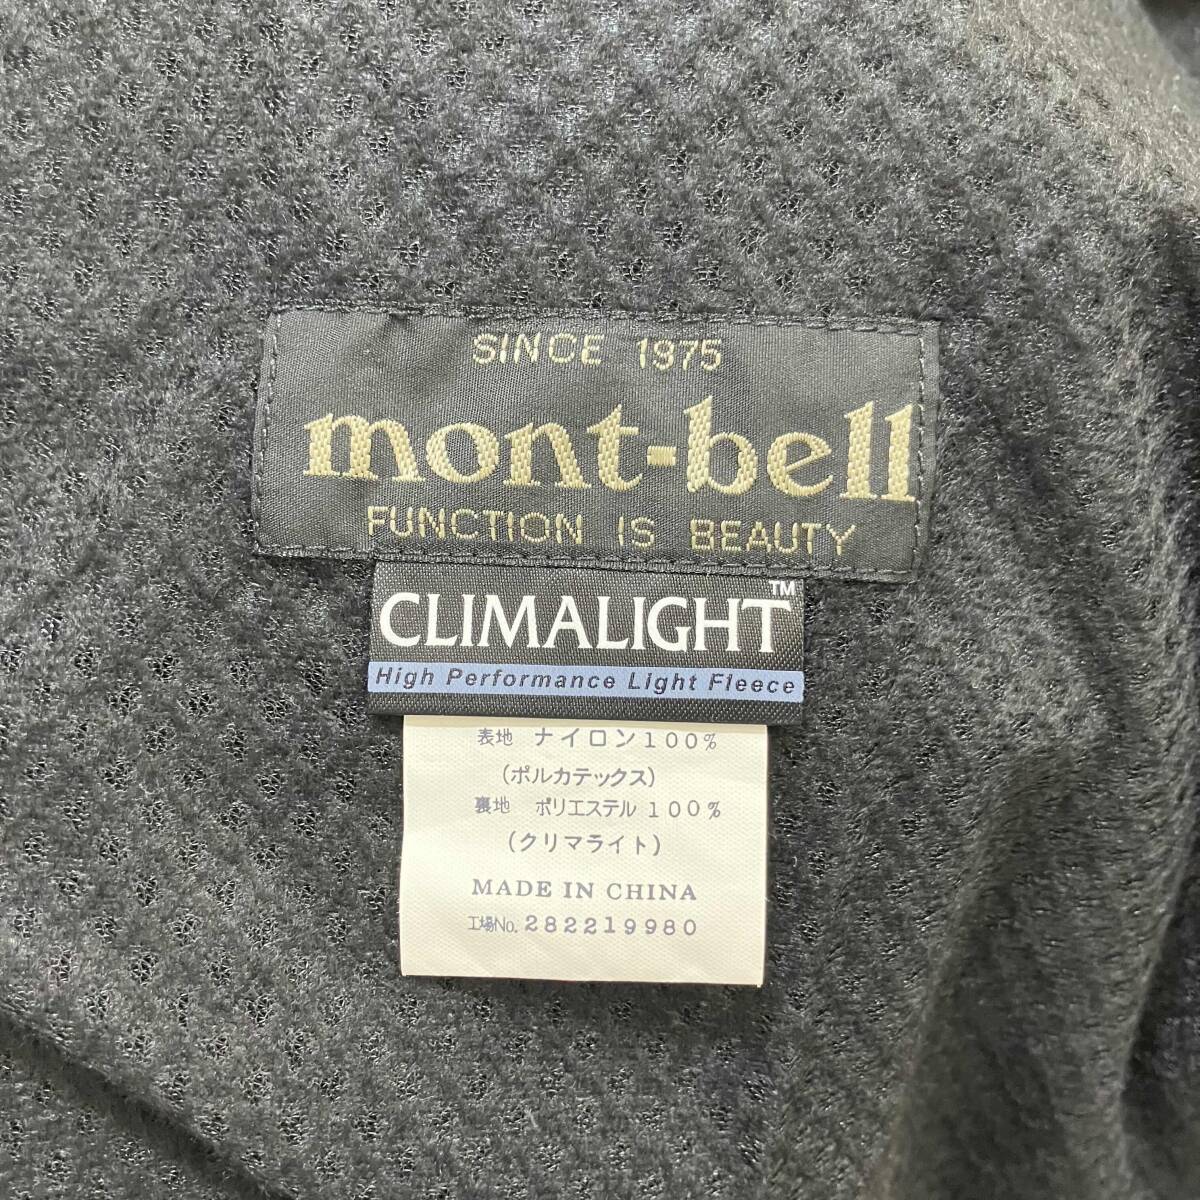 SINCE 1975
mont-bell
FUNCTION IS BEAUTY
CLIMALIGHT™
High Performance Light Fleece
表地 ナイロン100%
(ポルカテックス)
裏地 ポリエステル100%
(クリマライト)
MADE IN CHINA
工場No. 282219980